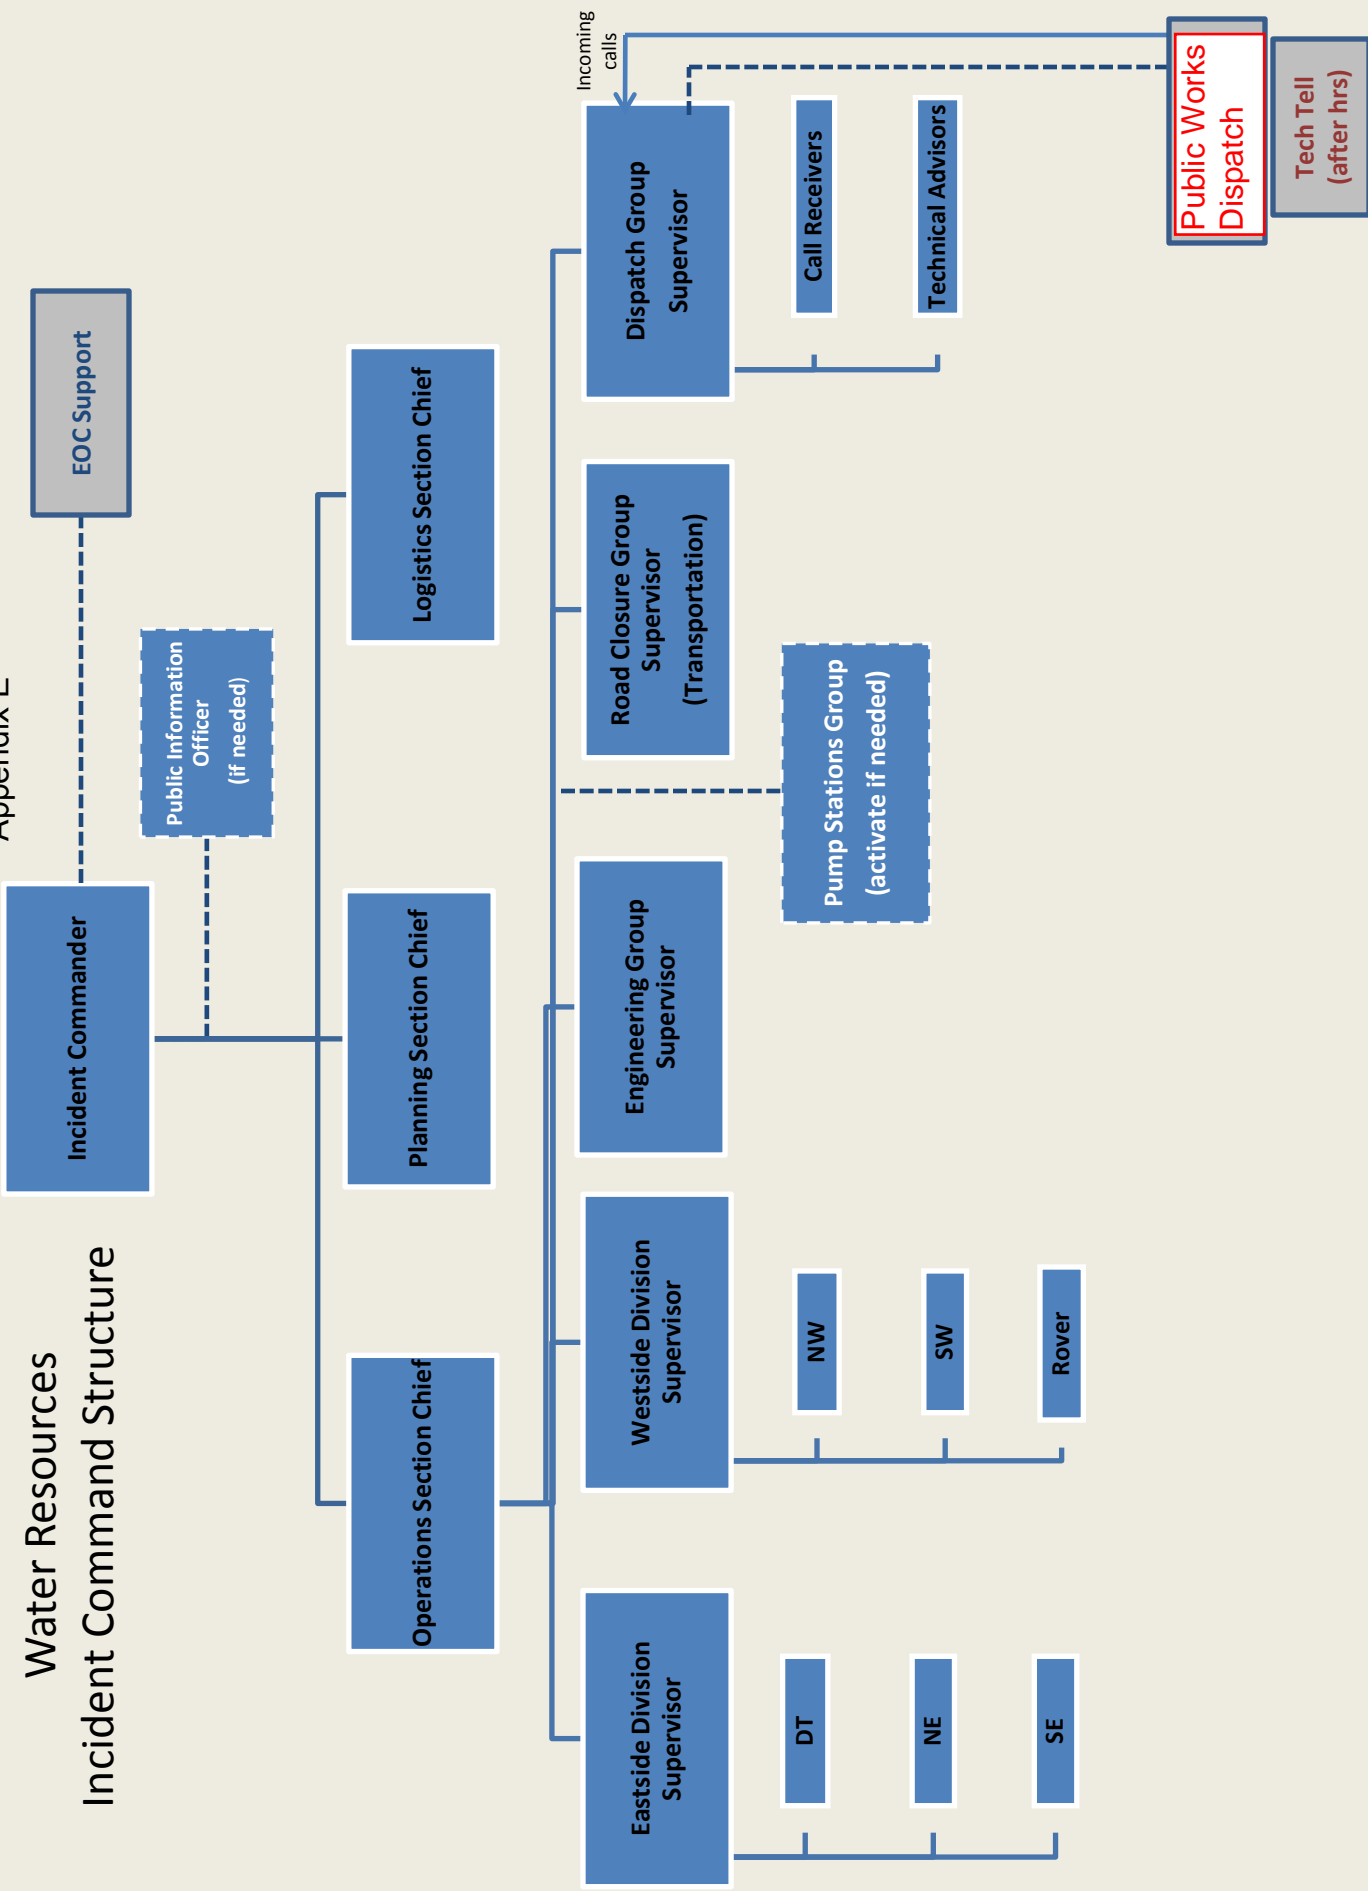 Appendix E
Water Resources
Incident Command Structure
Incident Commander
EOC Support
Public Information
Officer
(if needed)
Operations Section Chief
Planning Section Chief
Logistics Section Chief
Eastside Division
Supervisor
Westside Division
Supervisor
Engineering Group
Supervisor
Road Closure Group
Supervisor
(Transportation)
Dispatch Group
Supervisor
Incoming
calls
DT
NE
SE
NW
SW
Rover
Pump Stations Group
(activate if needed)
Call Receivers
Technical Advisors
Public Works
Dispatch
Tech Tell
(after hrs)